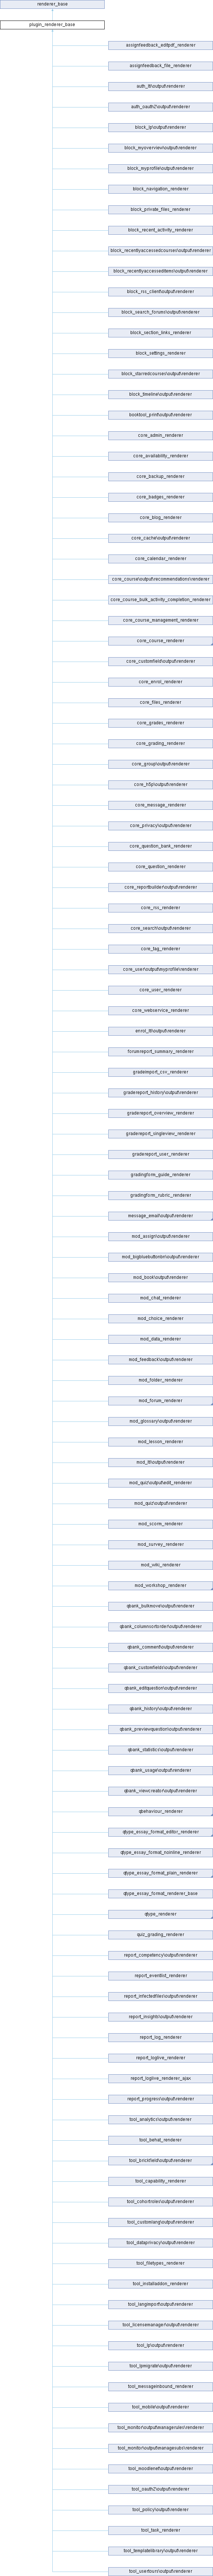 renderer_base
plugin_renderer_base
assignfeedback_editpdf_renderer
assignfeedback_file_renderer
auth_lti\output\renderer
auth_oauth2\output\renderer
block_lp\output\renderer
block_myoverview\output\renderer
block_myprofile\output\renderer
block_navigation_renderer
block_private_files_renderer
block_recent_activity_renderer
block_recentlyaccessedcourses\output\renderer
block_recentlyaccesseditems\output\renderer
block_rss_client\output\renderer
block_search_forums\output\renderer
block_section_links_renderer
block_settings_renderer
block_starredcourses\output\renderer
block_timeline\output\renderer
booktool_print\output\renderer
core_admin_renderer
core_availability_renderer
core_backup_renderer
core_badges_renderer
core_blog_renderer
core_cache\output\renderer
core_calendar_renderer
core_course\output\recommendations\renderer
core_course_bulk_activity_completion_renderer
core_course_management_renderer
core_course_renderer
core_customfield\output\renderer
core_enrol_renderer
core_files_renderer
core_grades_renderer
core_grading_renderer
core_group\output\renderer
core_h5p\output\renderer
core_message_renderer
core_privacy\output\renderer
core_question_bank_renderer
core_question_renderer
core_reportbuilder\output\renderer
core_rss_renderer
core_search\output\renderer
core_tag_renderer
core_user\output\myprofile\renderer
core_user_renderer
core_webservice_renderer
enrol_lti\output\renderer
forumreport_summary_renderer
gradeimport_csv_renderer
gradereport_history\output\renderer
gradereport_overview_renderer
gradereport_singleview_renderer
gradereport_user_renderer
gradingform_guide_renderer
gradingform_rubric_renderer
message_email\output\renderer
mod_assign\output\renderer
mod_bigbluebuttonbn\output\renderer
mod_book\output\renderer
mod_chat_renderer
mod_choice_renderer
mod_data_renderer
mod_feedback\output\renderer
mod_folder_renderer
mod_forum_renderer
mod_glossary\output\renderer
mod_lesson_renderer
mod_lti\output\renderer
mod_quiz\output\edit_renderer
mod_quiz\output\renderer
mod_scorm_renderer
mod_survey_renderer
mod_wiki_renderer
mod_workshop_renderer
qbank_bulkmove\output\renderer
qbank_columnsortorder\output\renderer
qbank_comment\output\renderer
qbank_customfields\output\renderer
qbank_editquestion\output\renderer
qbank_history\output\renderer
qbank_previewquestion\output\renderer
qbank_statistics\output\renderer
qbank_usage\output\renderer
qbank_viewcreator\output\renderer
qbehaviour_renderer
qtype_essay_format_editor_renderer
qtype_essay_format_noinline_renderer
qtype_essay_format_plain_renderer
qtype_essay_format_renderer_base
qtype_renderer
quiz_grading_renderer
report_competency\output\renderer
report_eventlist_renderer
report_infectedfiles\output\renderer
report_insights\output\renderer
report_log_renderer
report_loglive_renderer
report_loglive_renderer_ajax
report_progress\output\renderer
tool_analytics\output\renderer
tool_behat_renderer
tool_brickfield\output\renderer
tool_capability_renderer
tool_cohortroles\output\renderer
tool_customlang\output\renderer
tool_dataprivacy\output\renderer
tool_filetypes_renderer
tool_installaddon_renderer
tool_langimport\output\renderer
tool_licensemanager\output\renderer
tool_lp\output\renderer
tool_lpmigrate\output\renderer
tool_messageinbound_renderer
tool_mobile\output\renderer
tool_monitor\output\managerules\renderer
tool_monitor\output\managesubs\renderer
tool_moodlenet\output\renderer
tool_oauth2\output\renderer
tool_policy\output\renderer
tool_task_renderer
tool_templatelibrary\output\renderer
tool_usertours\output\renderer